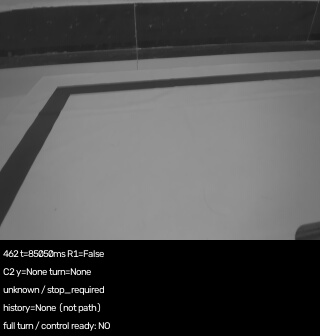 462 t=85050ms R1=False
C2 y=None turn=None
unknown / stop_required
history=None (not path)
full turn / control ready: NO